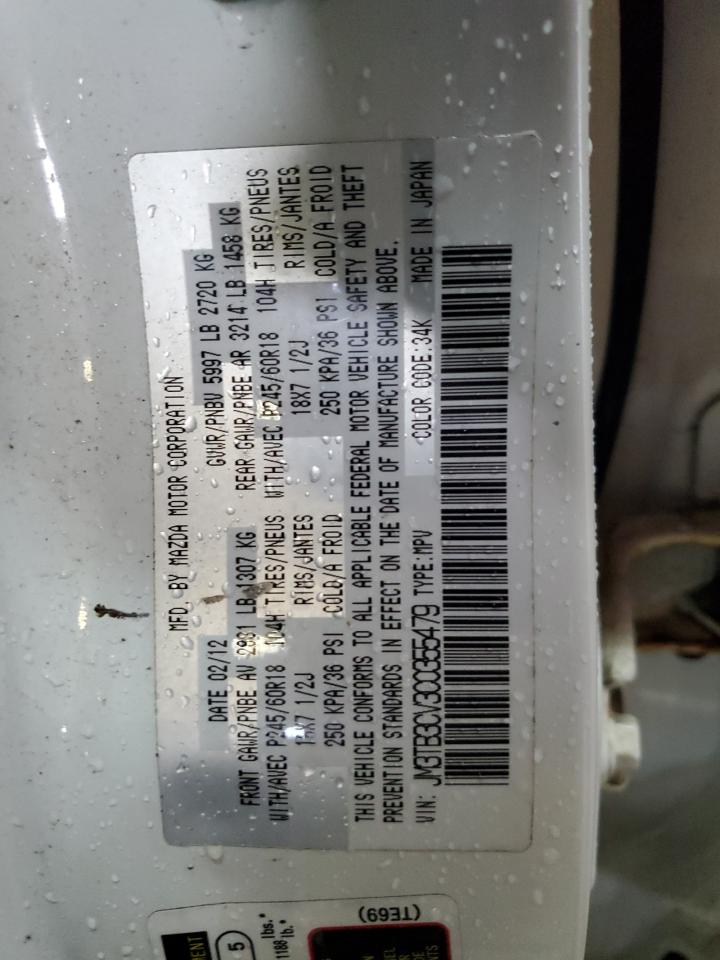 MFD. BY MAZDA MOTOR CORPORATION
DATE 02/12 GVWR/PNBV 5997 LB 2720 KG
FRONT GAWR/PNBE AV 2881 LB 1307 KG REAR GAWR/PNBE AR 3214 LB 1458 KG
WITH/AVEC P245/60R18 104H TIRES/PNEUS WITH/AVEC P245/60R18 104H TIRES/PNEUS
18X7 1/2J RIMS/JANTES 18X7 1/2J RIMS/JANTES
250 KPA/36 PSI COLD/A FROID 250 KPA/36 PSI COLD/A FROID
THIS VEHICLE CONFORMS TO ALL APPLICABLE FEDERAL MOTOR VEHICLE SAFETY AND THEFT
PREVENTION STANDARDS IN EFFECT ON THE DATE OF MANUFACTURE SHOWN ABOVE.
VIN: JM3TB3CV3C0355479 TYPE:MPV COLOR CODE:34K MADE IN JAPAN
MENT
5
lbs.*
1188 lb.*
(TE69)